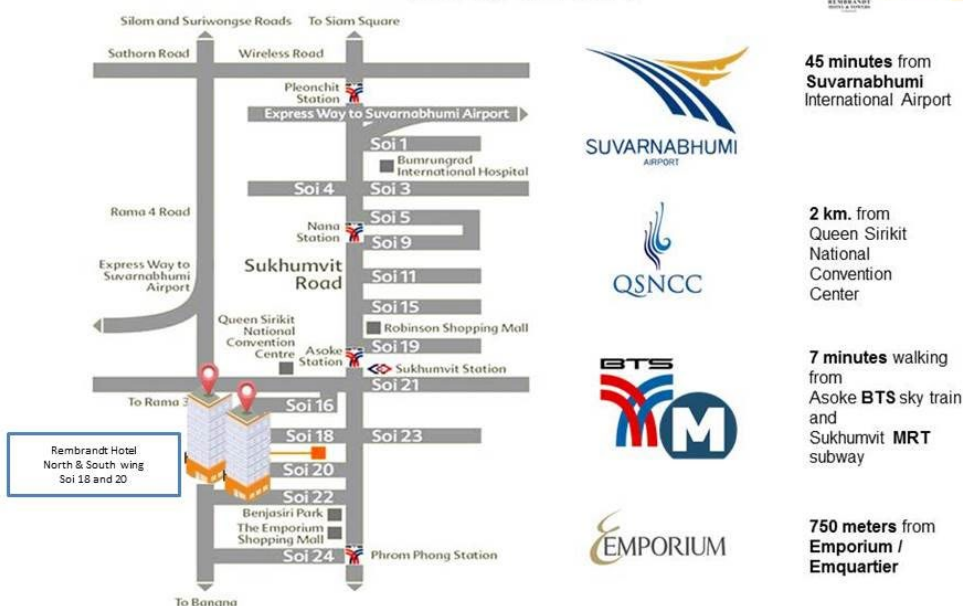 REMBRANDT
HOTEL & TOWERS
Silom and Suriwongse Roads
To Siam Square
Sathorn Road
Wireless Road
Pleonchit
Station
Express Way to Suvarnabhumi Airport
Soi 1
Bumrungrad
International Hospital
Soi 4
Soi 3
Rama 4 Road
Soi 5
Nana
Station
Soi 9
Express Way to
Suvarnabhumi
Airport
Sukhumvit
Road
Soi 11
Soi 15
Queen Sirikit
National
Convention
Centre
Robinson Shopping Mall
Asoke
Station
Soi 19
Sukhumvit Station
Soi 21
To Rama 3
Soi 16
Soi 18
Soi 23
Rembrandt Hotel
North & South wing
Soi 18 and 20
Soi 20
Soi 22
Benjasiri Park
The Emporium
Shopping Mall
Soi 24
Phrom Phong Station
To Bangna
SUVARNABHUMI
AIRPORT
45 minutes from
Suvarnabhumi
International Airport
QSNCC
2 km. from
Queen Sirikit
National
Convention
Center
BTS
M
7 minutes walking
from
Asoke BTS sky train
and
Sukhumvit MRT
subway
EMPORIUM
750 meters from
Emporium /
Emquartier